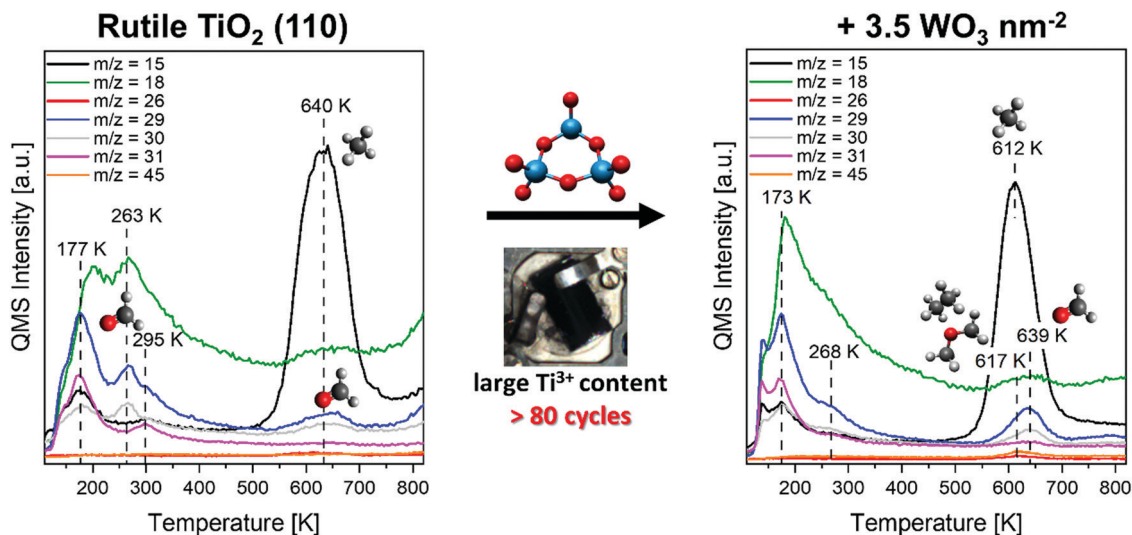 Rutile TiO₂ (110)
QMS Intensity [a.u.]
m/z = 15
m/z = 18
m/z = 26
m/z = 29
m/z = 30
m/z = 31
m/z = 45
177 K
263 K
295 K
640 K
200 300 400 500 600 700 800
Temperature [K]
large Ti³⁺ content
> 80 cycles
+ 3.5 WO₃ nm⁻²
QMS Intensity [a.u.]
m/z = 15
m/z = 18
m/z = 26
m/z = 29
m/z = 30
m/z = 31
m/z = 45
173 K
268 K
612 K
617 K
639 K
200 300 400 500 600 700 800
Temperature [K]